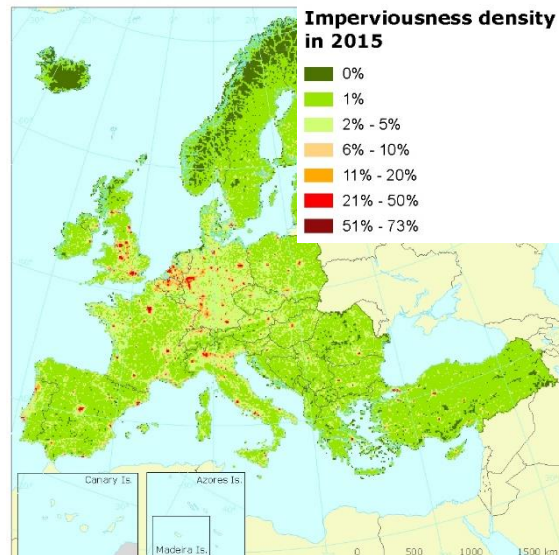 Imperviousness density
in 2015
0%
1%
2% - 5%
6% - 10%
11% - 20%
21% - 50%
51% - 73%
Canary Is.
Azores Is.
Madeira Is.
0 500 1000 1500 km